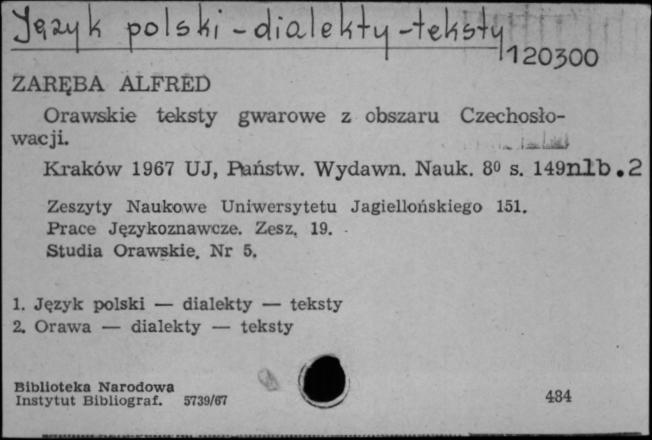 Język polski - dialekty - teksty
120300
ZARĘBA ALFRED
Orawskie teksty gwarowe z obszaru Czechosło-
wacji.
Kraków 1967 UJ, Państw. Wydawn. Nauk. 8⁰ s. 149nlb.2
Zeszyty Naukowe Uniwersytetu Jagiellońskiego 151.
Prace Językoznawcze. Zesz. 19.
Studia Orawskie. Nr 5.
1. Język polski — dialekty — teksty
2. Orawa — dialekty — teksty
Biblioteka Narodowa
Instytut Bibliograf. 5739/67
484